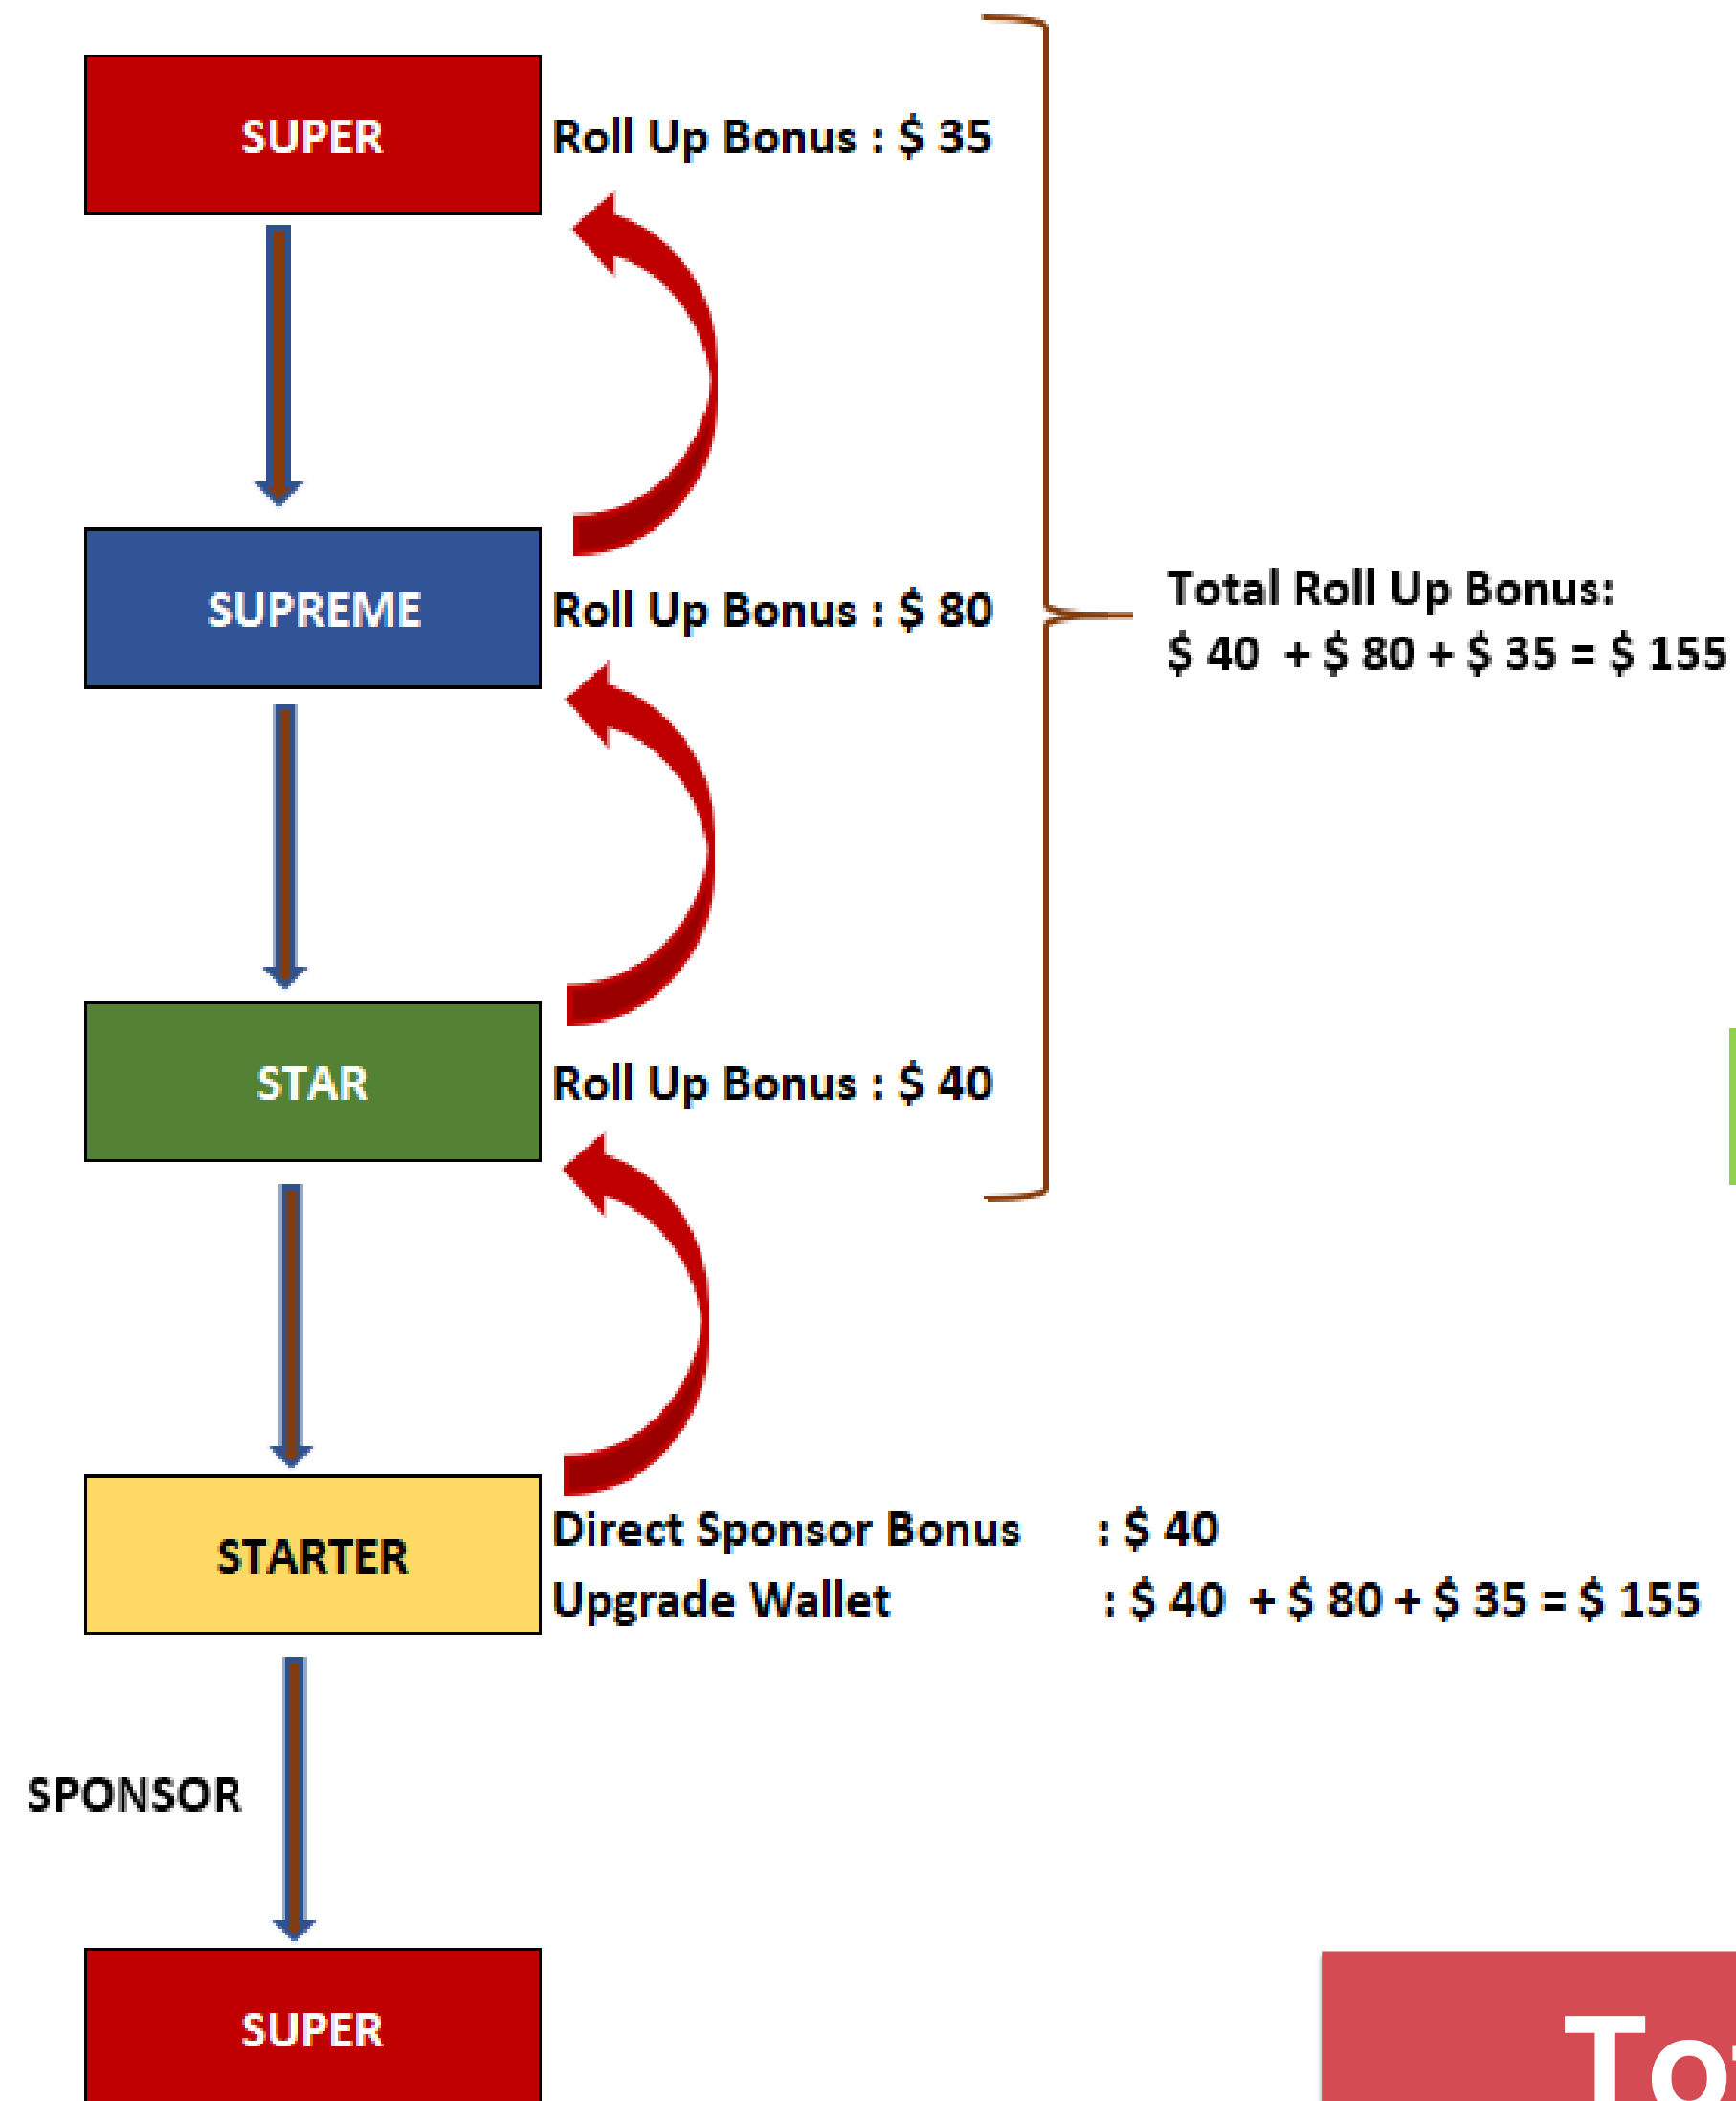 SUPER
Roll Up Bonus : $ 35
SUPREME
Roll Up Bonus : $ 80
Total Roll Up Bonus:
$ 40 + $ 80 + $ 35 = $ 155
STAR
Roll Up Bonus : $ 40
STARTER
Direct Sponsor Bonus : $ 40
Upgrade Wallet : $ 40 + $ 80 + $ 35 = $ 155
SPONSOR
SUPER